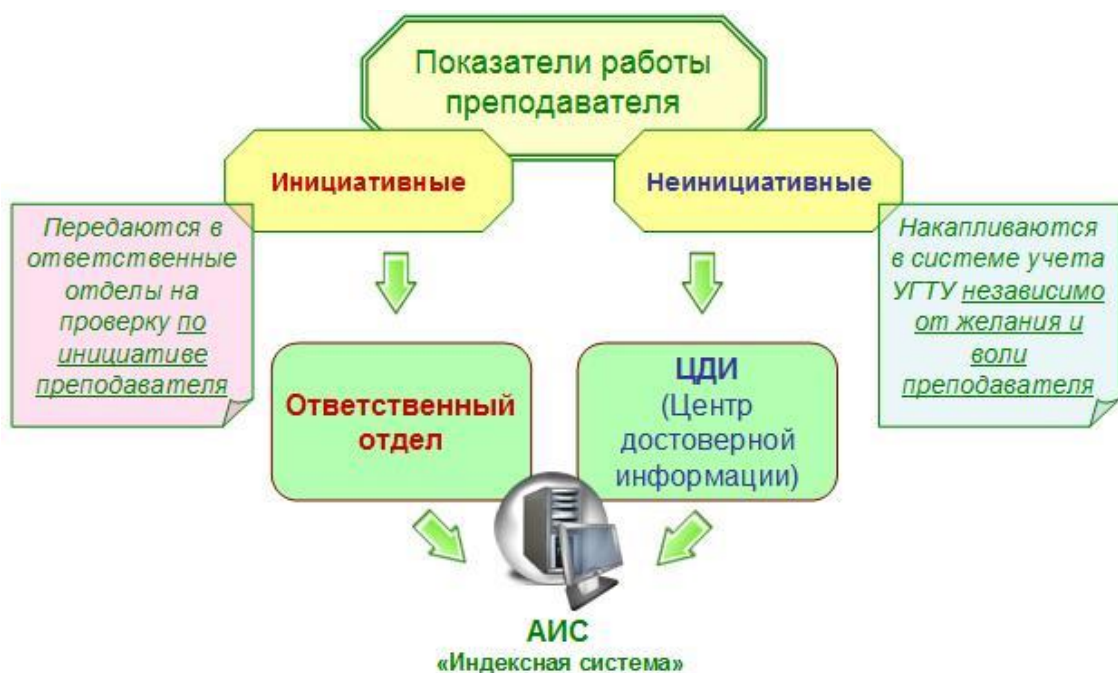 Показатели работы
преподавателя
Инициативные
Неинициативные
Передаются в
ответственные
отделы на
проверку по
инициативе
преподавателя
Накапливаются
в системе учета
УГТУ независимо
от желания и
воли
преподавателя
Ответственный
отдел
ЦДИ
(Центр
достоверной
информации)
АИС
«Индексная система»